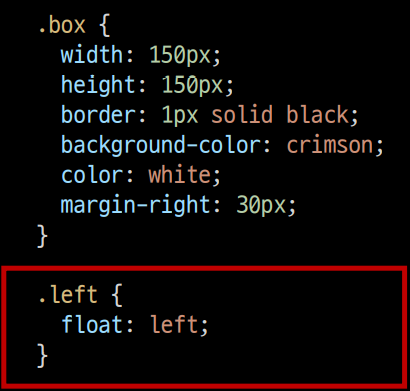 .box {
  width: 150px;
  height: 150px;
  border: 1px solid black;
  background-color: crimson;
  color: white;
  margin-right: 30px;
}
.left {
  float: left;
}